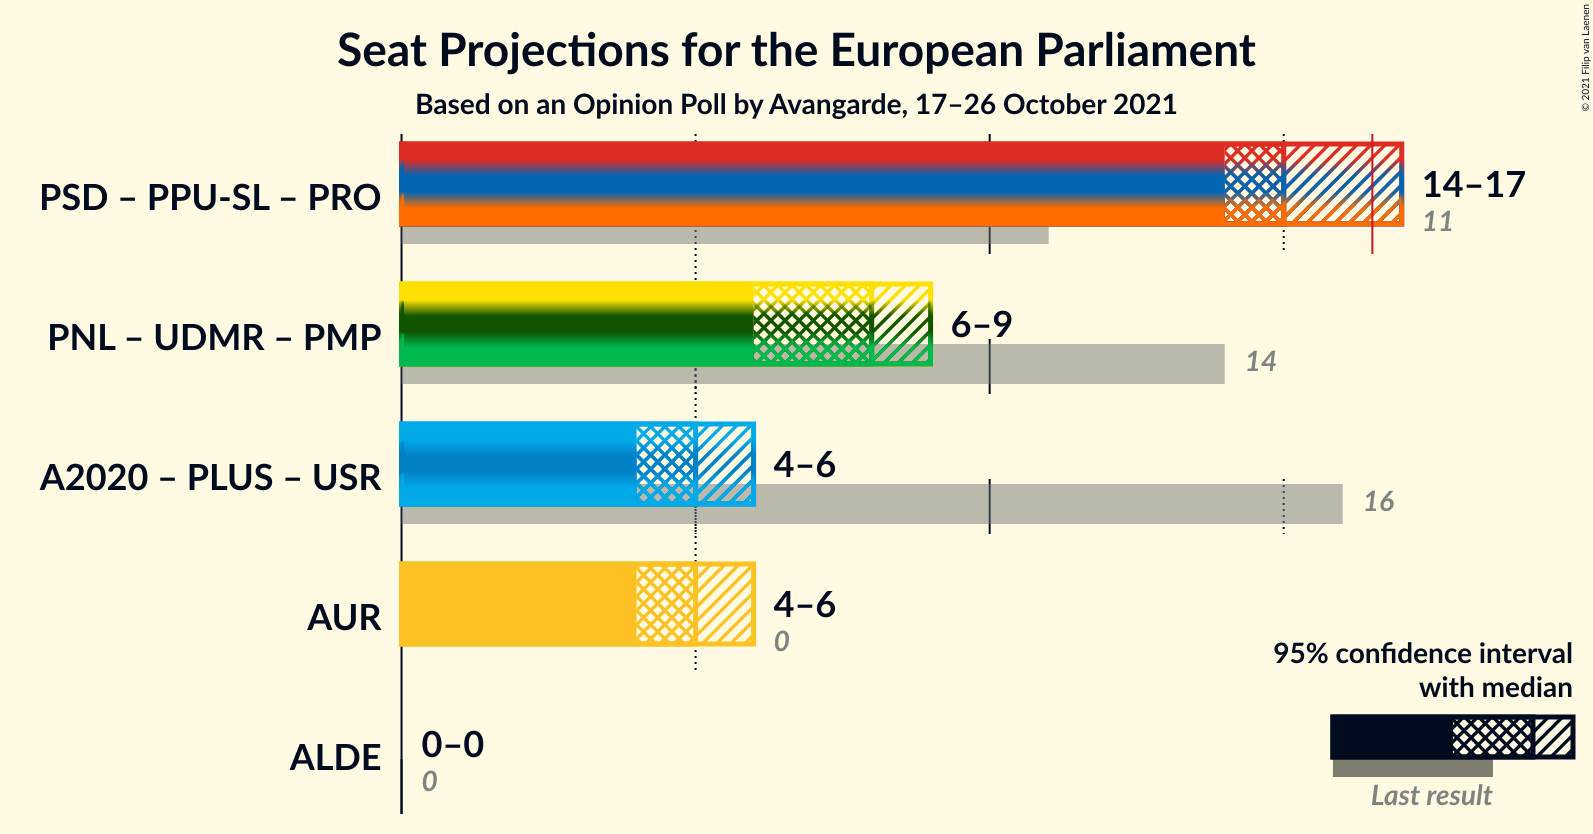 Seat Projections for the European Parliament
Based on an Opinion Poll by Avangarde, 17–26 October 2021
© 2021 Filip van Laenen
PSD – PPU-SL – PRO
14–17
11
PNL – UDMR – PMP
6–9
14
A2020 – PLUS – USR
4–6
16
AUR
4–6
0
ALDE
0–0
0
95% confidence interval
with median
Last result